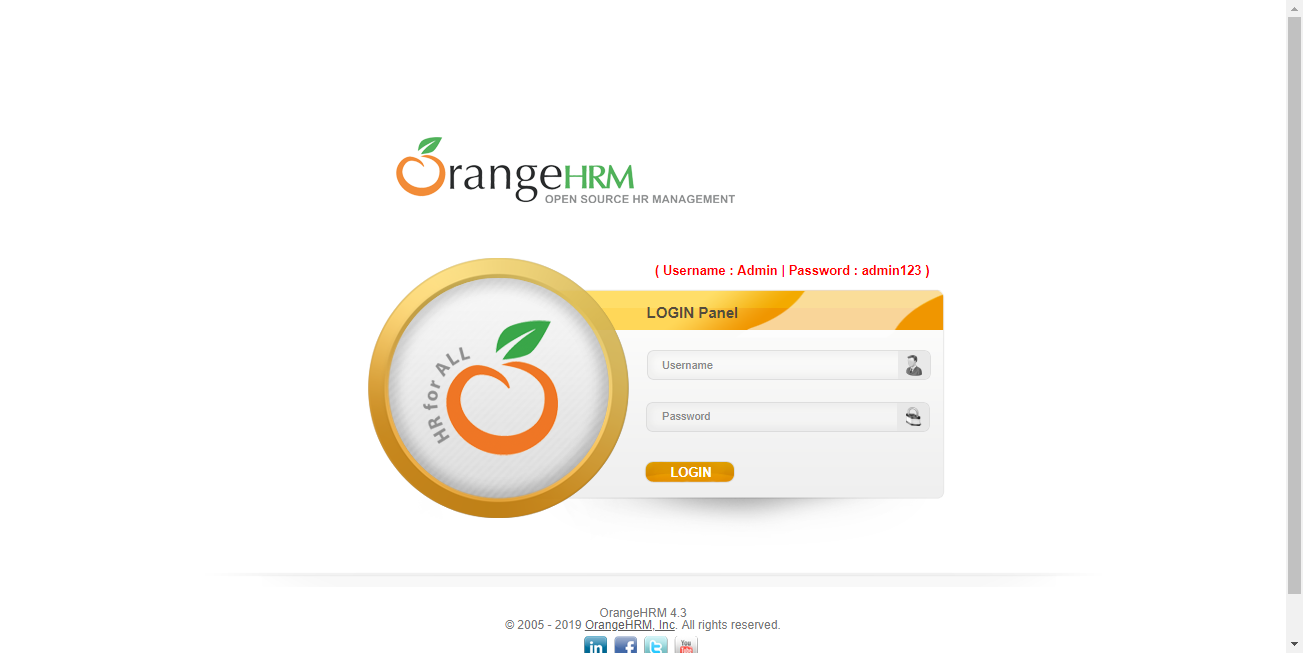 OrangeHRM
OPEN SOURCE HR MANAGEMENT
( Username : Admin | Password : admin123 )
LOGIN Panel
HR for ALL
Username
Password
LOGIN
OrangeHRM 4.3
© 2005 - 2019 OrangeHRM, Inc. All rights reserved.
in f t You